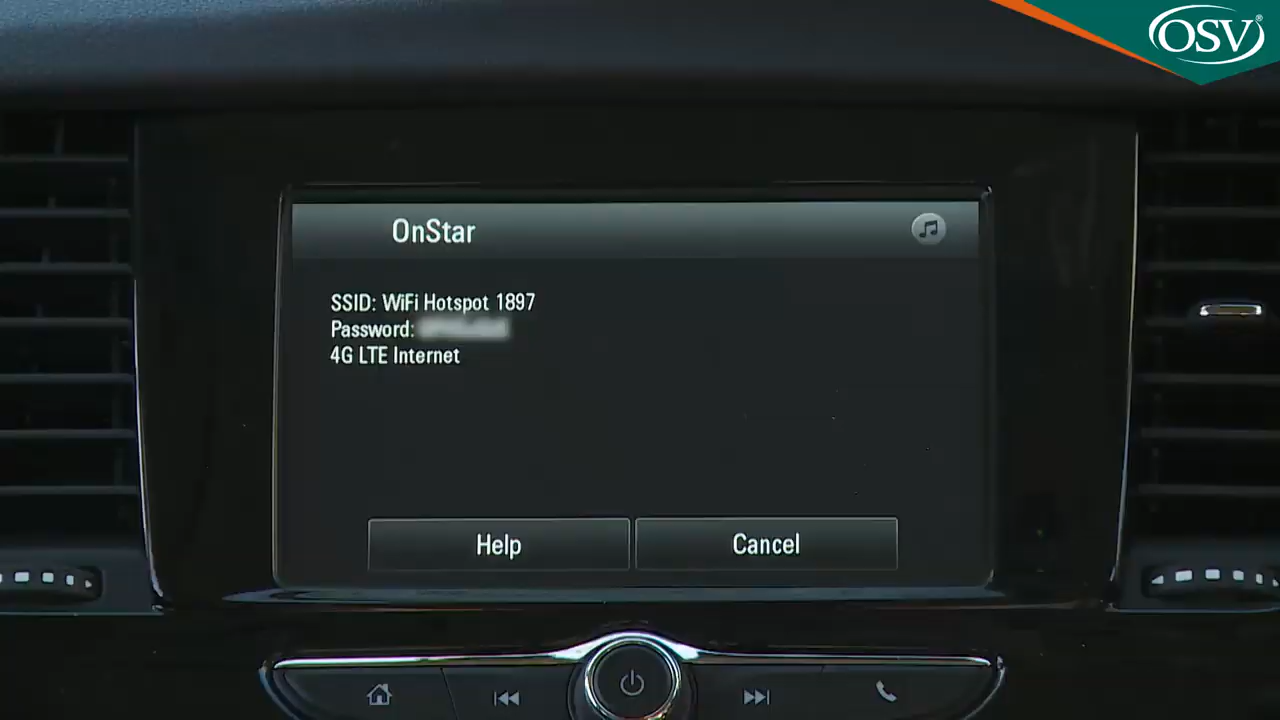 OSV
OnStar
SSID: WiFi Hotspot 1897
Password:
4G LTE Internet
Help
Cancel